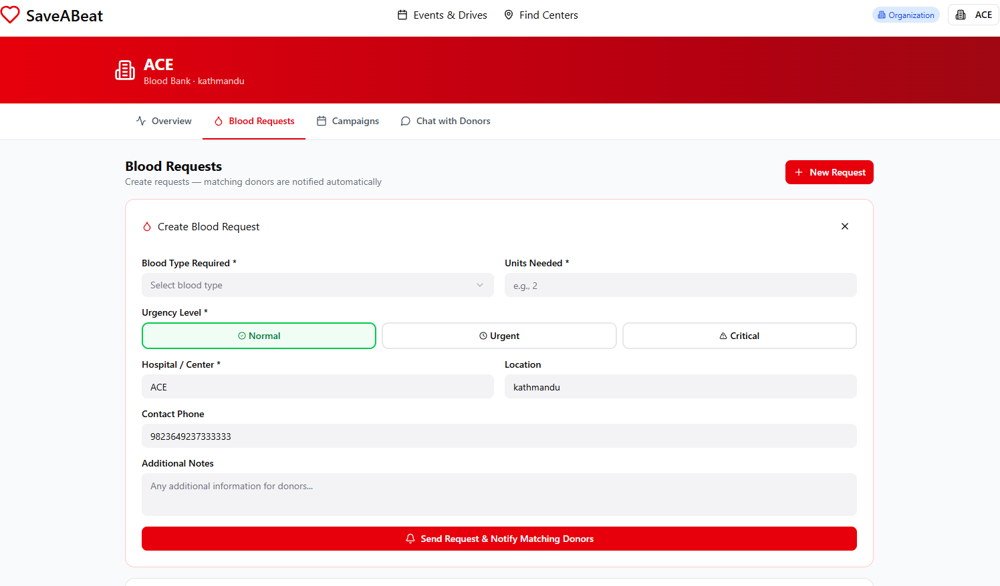 SaveABeat
Events & Drives
Find Centers
Organization
ACE
ACE
Blood Bank · kathmandu
Overview
Blood Requests
Campaigns
Chat with Donors
Blood Requests
Create requests — matching donors are notified automatically
New Request
Create Blood Request
Blood Type Required *
Units Needed *
Select blood type
e.g., 2
Urgency Level *
Normal
Urgent
Critical
Hospital / Center *
Location
ACE
kathmandu
Contact Phone
9823649237333333
Additional Notes
Any additional information for donors...
Send Request & Notify Matching Donors